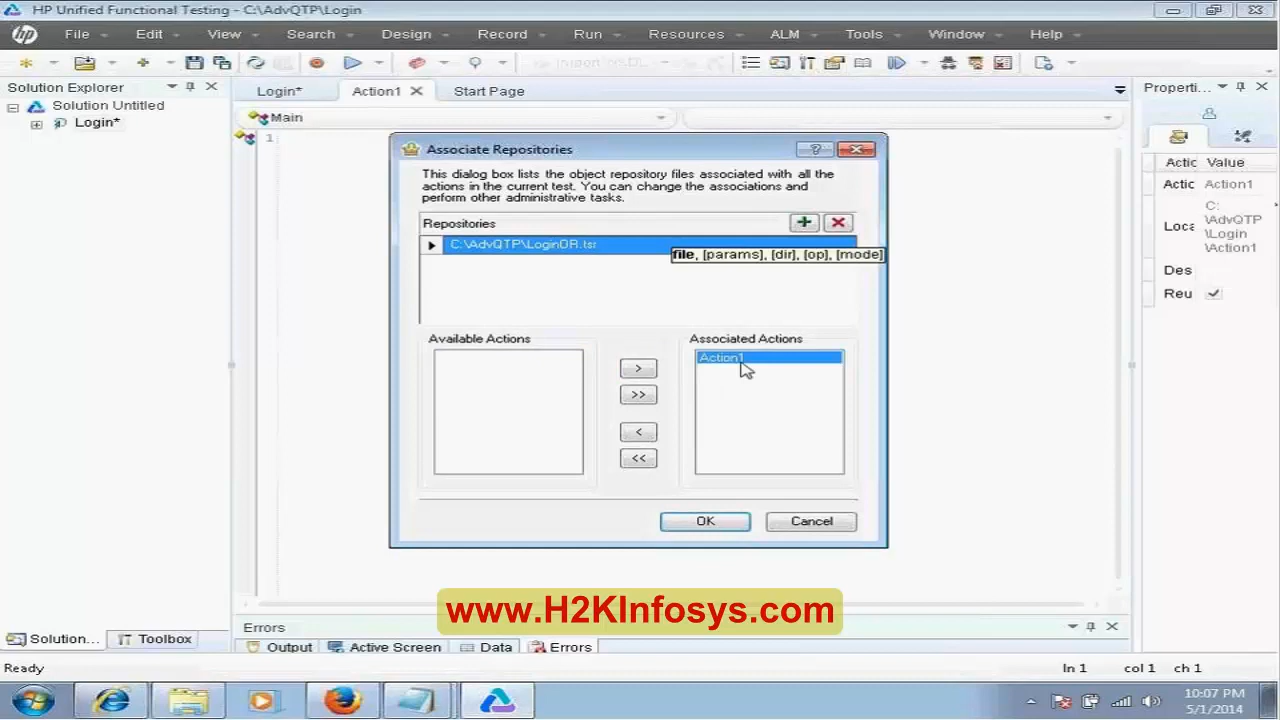 HP Unified Functional Testing - C:\AdvQTP\Login
hp File Edit View Search Design Record Run Resources ALM Tools Window Help
Solution Explorer
Solution Untitled
Login*
Login* Action1 Start Page
Main
1
Associate Repositories
This dialog box lists the object repository files associated with all the
actions in the current test. You can change the associations and
perform other administrative tasks.
Repositories
C:\AdvQTP\LoginOR.tsr
file, [params], [dir], [op], [mode]
Available Actions
Associated Actions
Action1
>
>>
<
<<
OK Cancel
Properti...
Actic Value
Actic Action1
Loca C:
\AdvQTP
\Login
\Action1
Des
Reu
www.H2KInfosys.com
Errors
Solution... Toolbox
Output Active Screen Data Errors
Ready ln 1 col 1 ch 1
10:07 PM
5/1/2014